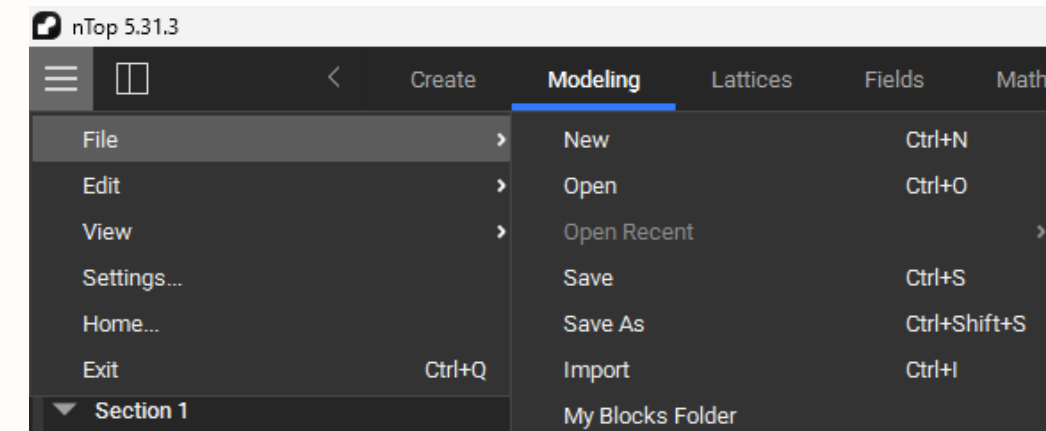 nTop 5.31.3
Create Modeling Lattices Fields Math
File New Ctrl+N
Edit Open Ctrl+O
View Open Recent
Settings... Save Ctrl+S
Home... Save As Ctrl+Shift+S
Exit Ctrl+Q Import Ctrl+I
Section 1 My Blocks Folder